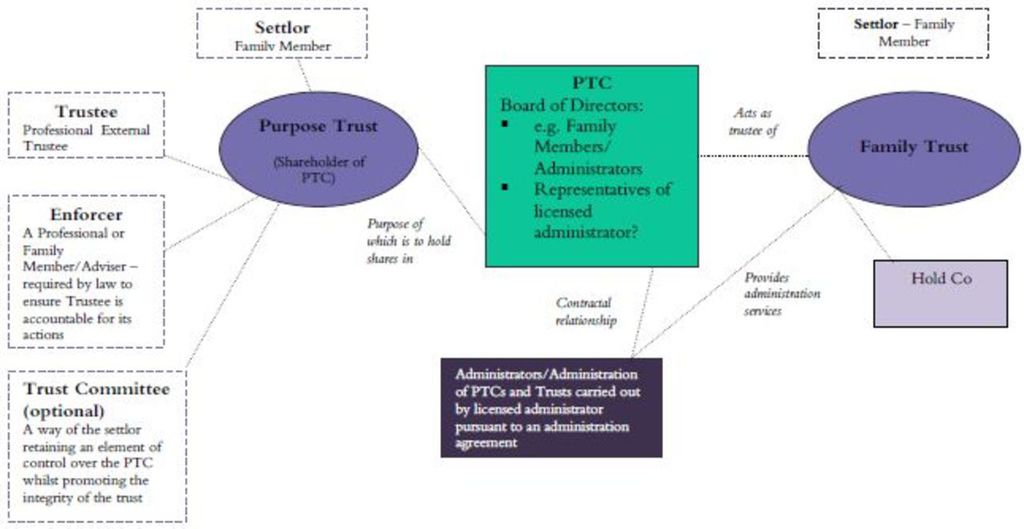 Settlor
Family Member
Settlor – Family
Member
Trustee
Professional External
Trustee
Purpose Trust
(Shareholder of
PTC)
PTC
Board of Directors:
▪ e.g. Family
Members/
Administrators
▪ Representatives of
licensed
administrator?
Acts as
trustee of
Family Trust
Enforcer
A Professional or
Family
Member/Adviser –
required by law to
ensure Trustee is
accountable for its
actions
Purpose of
which is to hold
shares in
Contractal
relationship
Provides
administration
services
Hold Co
Trust Committee
(optional)
A way of the settlor
retaining an element of
control over the PTC
whilst promoting the
integrity of the trust
Administrators/Administration
of PTCs and Trusts carried out
by licensed administrator
pursuant to an administration
agreement